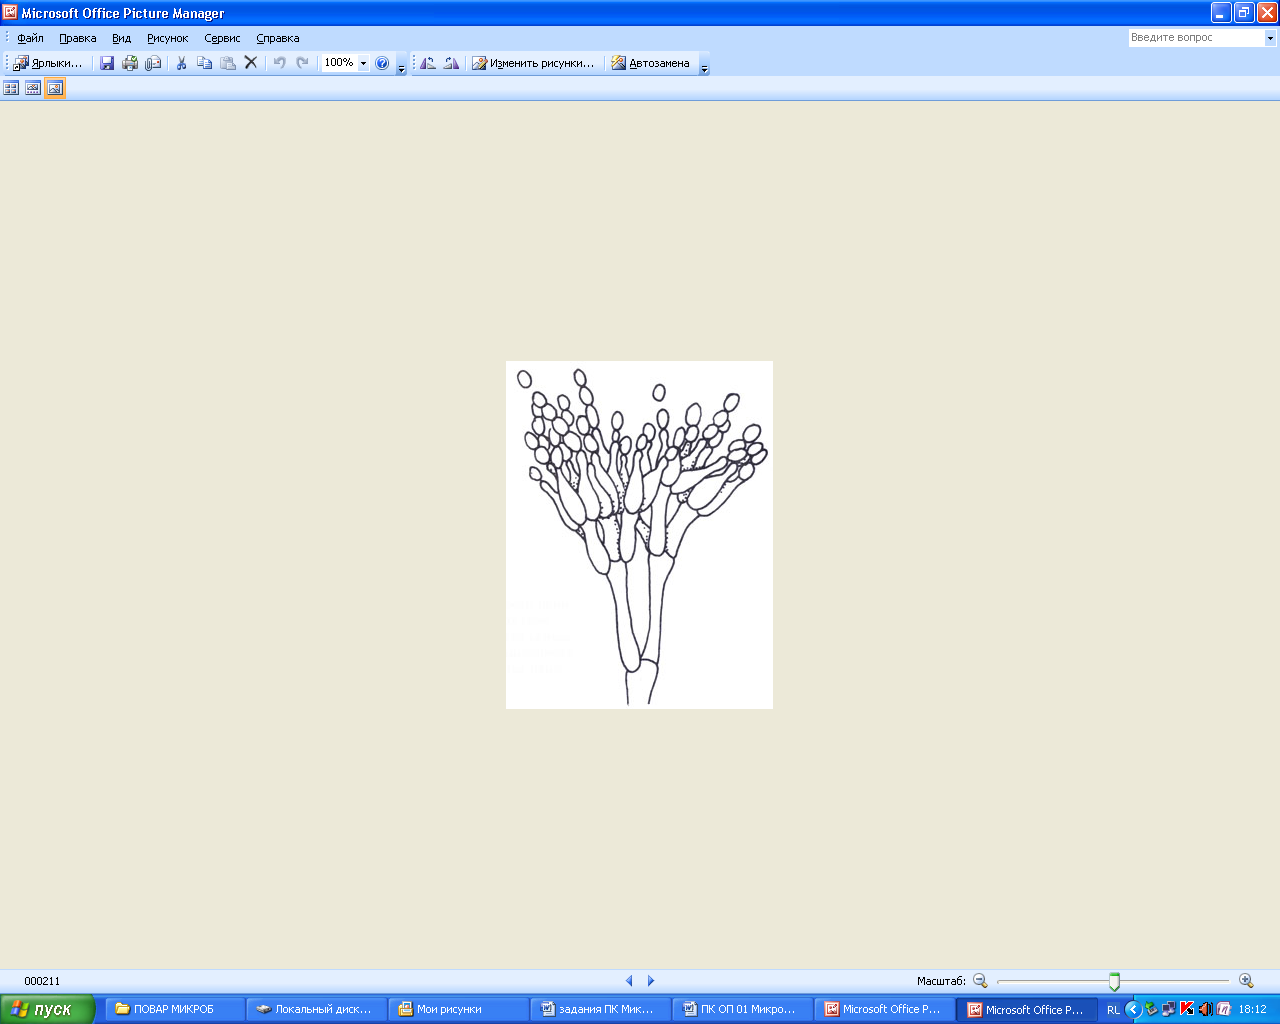 Microsoft Office Picture Manager
Файл Правка Вид Рисунок Сервис Справка
Введите вопрос
Ярлыки... 100% Изменить рисунки... Автозамена
000211
Масштаб:
пуск ПОВАР МИКРОБ Локальный диск... Мои рисунки задания ПК Мик... ПК ОП 01 Микро... Microsoft Office P... Microsoft Office P... RL 18:12